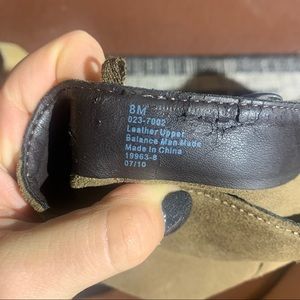 8M
023-7002
Leather Upper
Balance Man Made
Made In China
19963-8
07/10